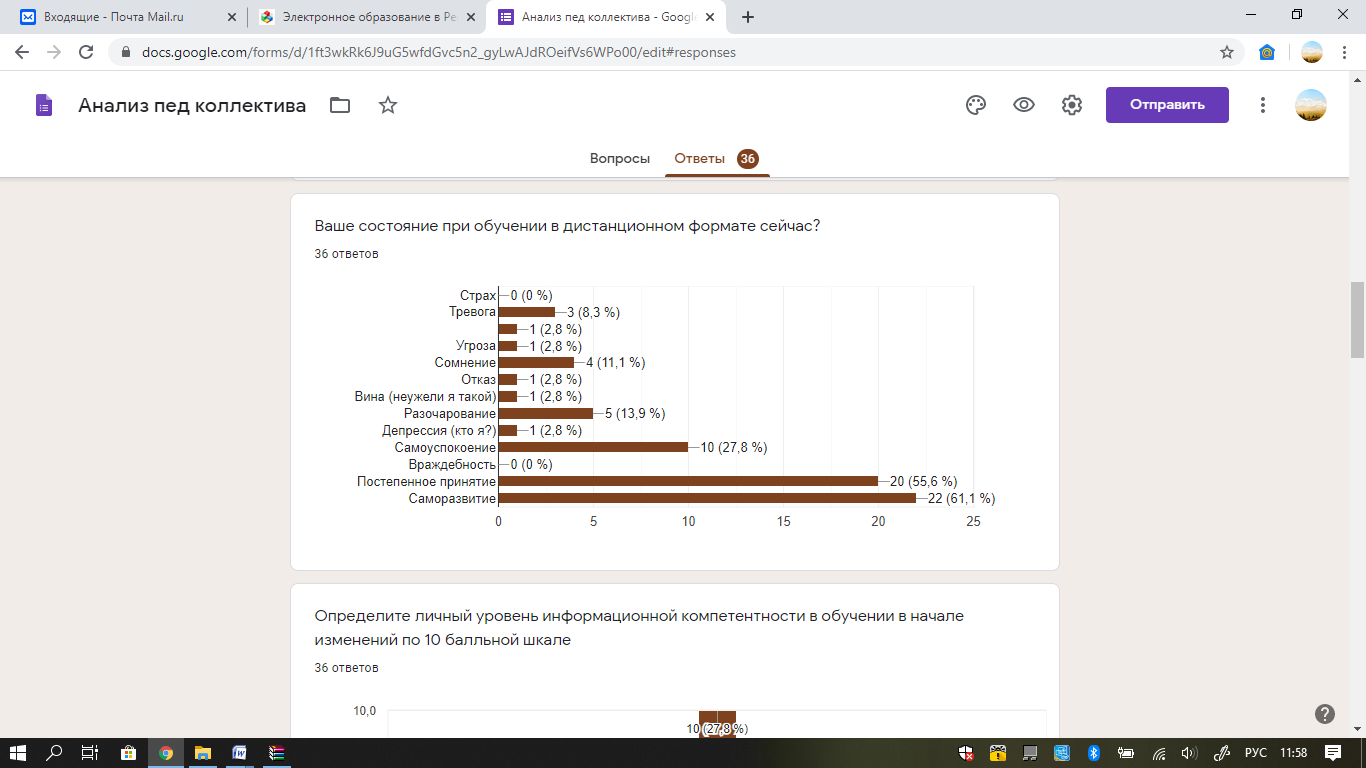 Входящие - Почта Mail.ru
Электронное образование в Ре
Анализ пед коллектива - Google
docs.google.com/forms/d/1ft3wkRk6J9uG5wfdGvc5n2_gyLwAJdROeifVs6WPo00/edit#responses
Анализ пед коллектива
Отправить
Вопросы
Ответы 36
Ваше состояние при обучении в дистанционном формате сейчас?
36 ответов
Страх 0 (0 %)
Тревога 3 (8,3 %)
1 (2,8 %)
Угроза 1 (2,8 %)
Сомнение 4 (11,1 %)
Отказ 1 (2,8 %)
Вина (неужели я такой) 1 (2,8 %)
Разочарование 5 (13,9 %)
Депрессия (кто я?) 1 (2,8 %)
Самоуспокоение 10 (27,8 %)
Враждебность 0 (0 %)
Постепенное принятие 20 (55,6 %)
Саморазвитие 22 (61,1 %)
0 5 10 15 20 25
Определите личный уровень информационной компетентности в обучении в начале
изменений по 10 балльной шкале
36 ответов
10,0
10 (27,8 %)
РУС 11:58